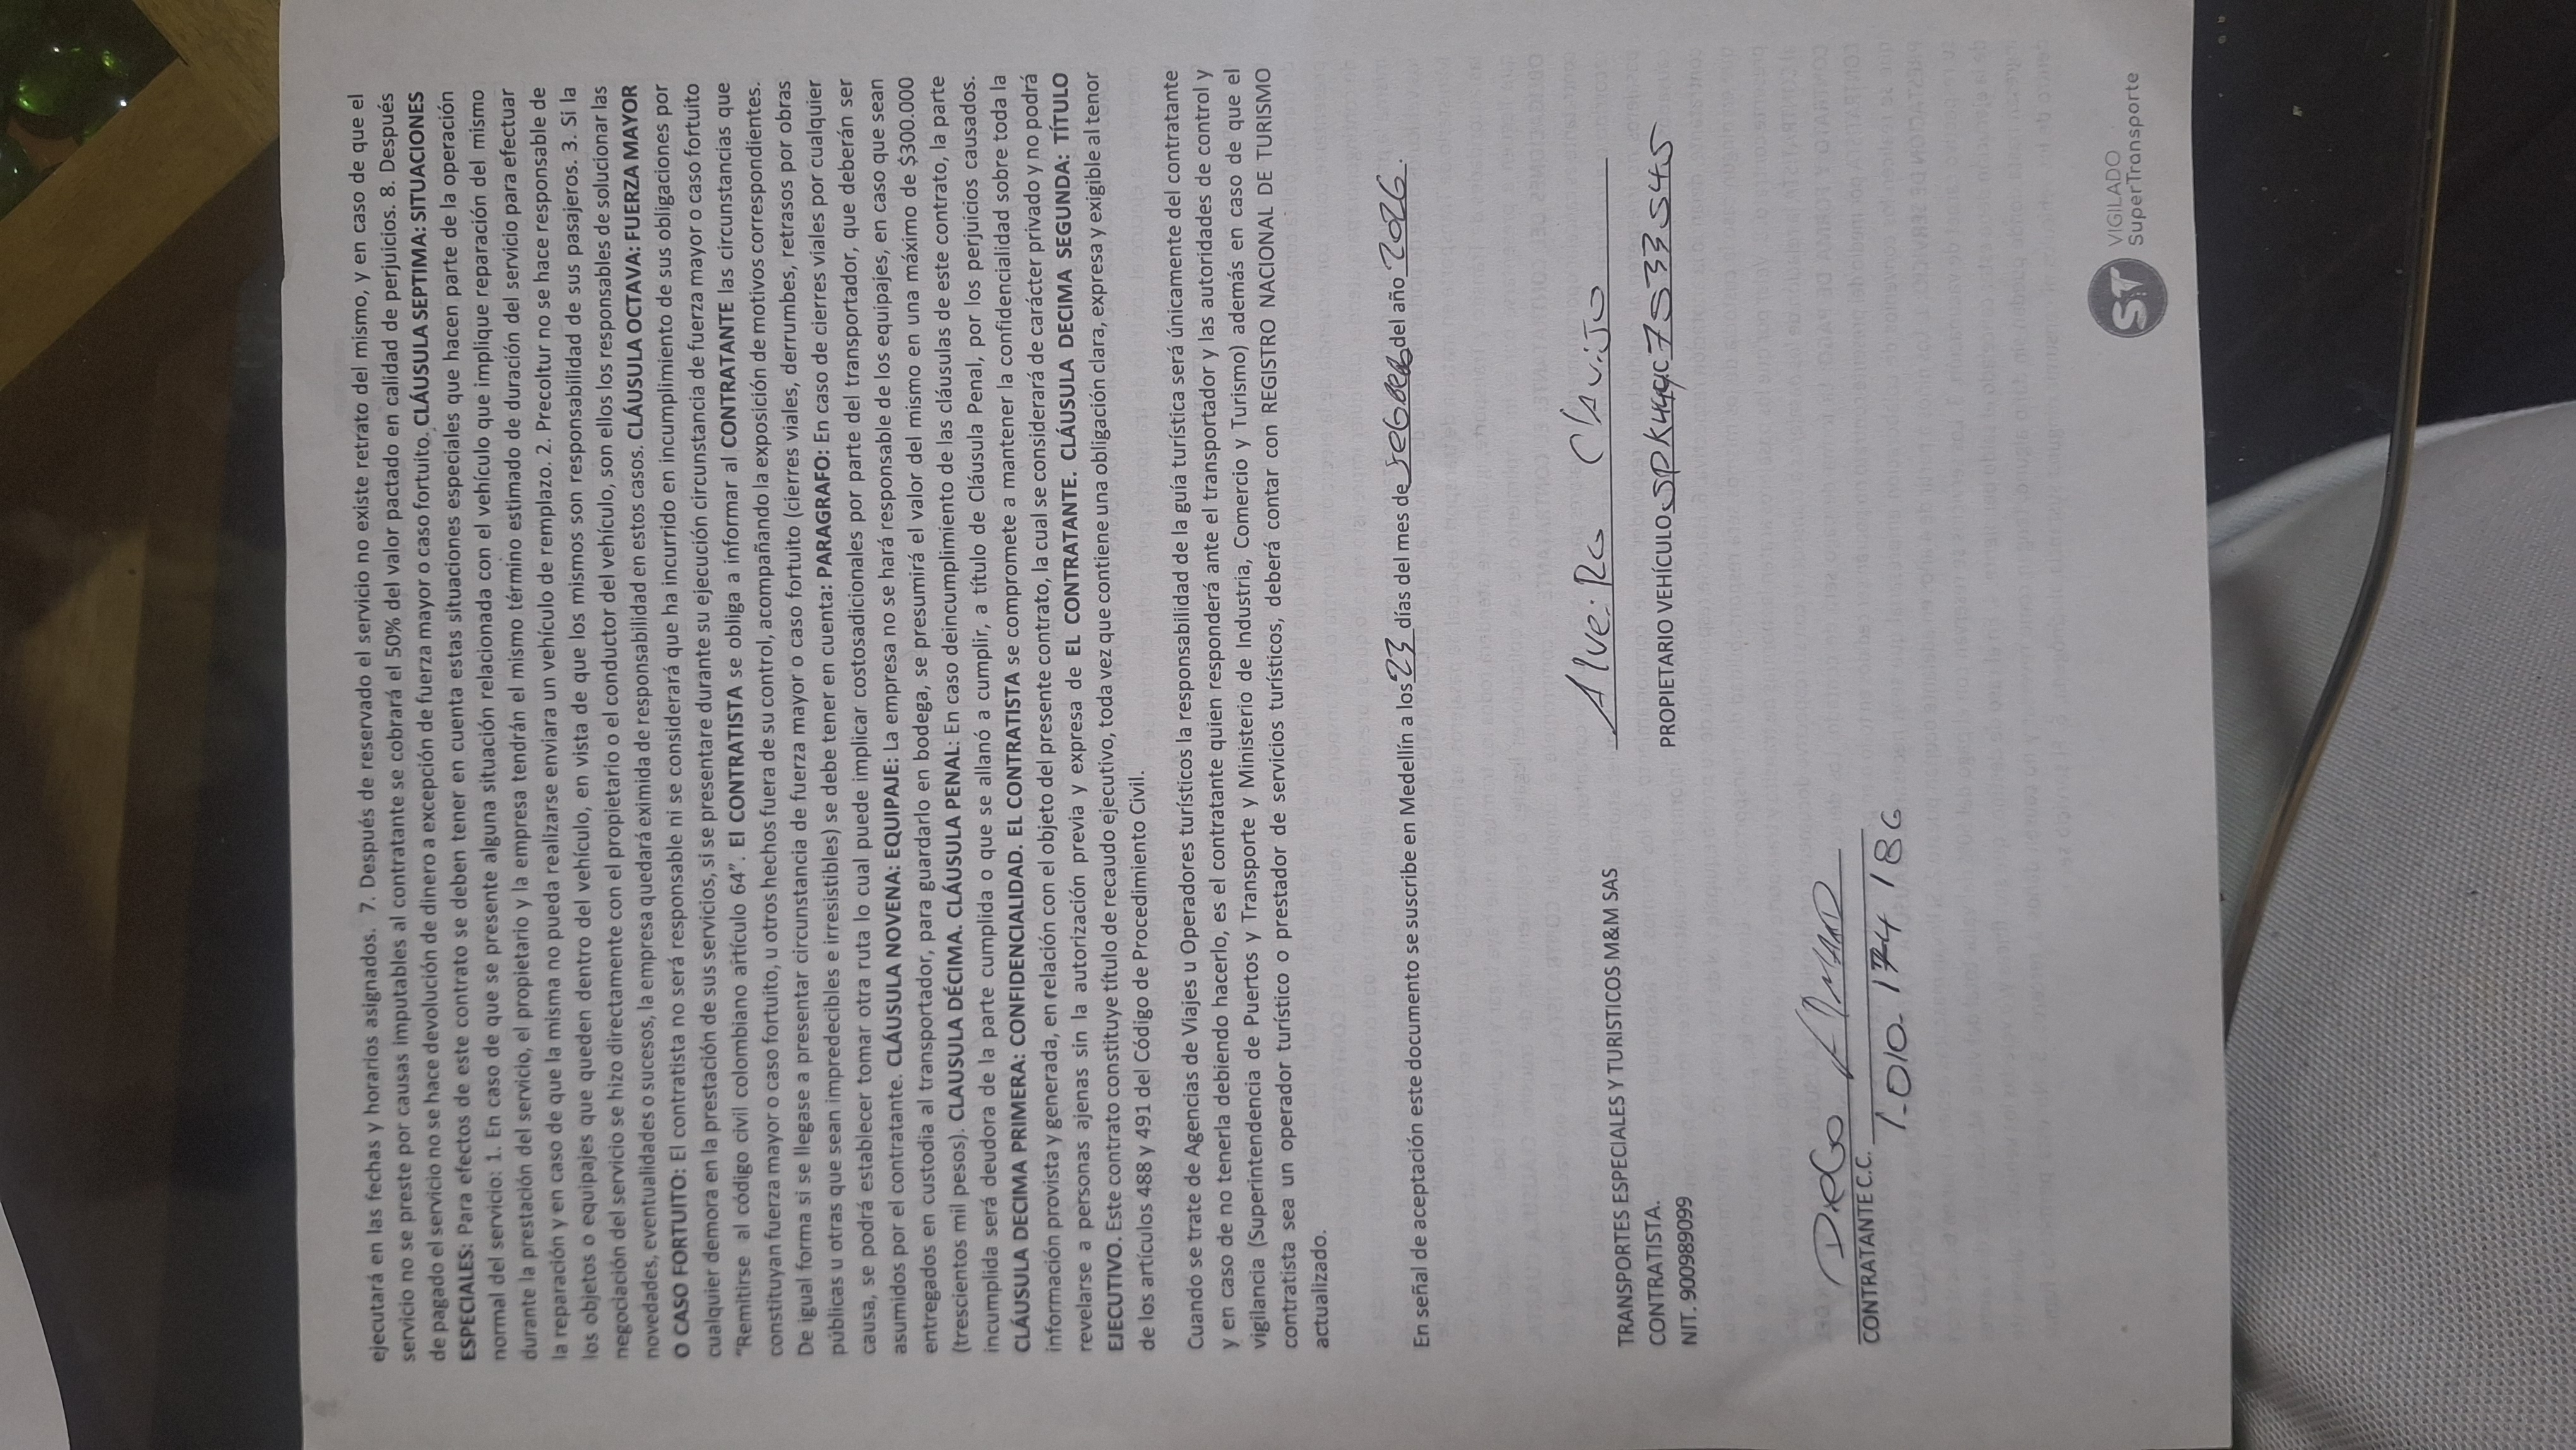 ejecutará en las fechas y horarios asignados. 7. Después de reservado el servicio no existe retrato del mismo, y en caso de que el
servicio no se preste por causas imputables al contratante se cobrará el 50% del valor pactado en calidad de perjuicios. 8. Después
de pagado el servicio no se hace devolución de dinero a excepción de fuerza mayor o caso fortuito. CLÁUSULA SEPTIMA: SITUACIONES
ESPECIALES: Para efectos de este contrato se deben tener en cuenta estas situaciones especiales que hacen parte de la operación
normal del servicio: 1. En caso de que se presente alguna situación relacionada con el vehículo que implique reparación del mismo
durante la prestación del servicio, el propietario y la empresa tendrán el mismo término estimado de duración del servicio para efectuar
la reparación y en caso de que la misma no pueda realizarse enviara un vehículo de remplazo. 2. Precoltur no se hace responsable de
los objetos o equipajes que queden dentro del vehículo, en vista de que los mismos son responsabilidad de sus pasajeros. 3. Si la
negociación del servicio se hizo directamente con el propietario o el conductor del vehículo, son ellos los responsables de solucionar las
novedades, eventualidades o sucesos, la empresa quedará eximida de responsabilidad en estos casos. CLÁUSULA OCTAVA: FUERZA MAYOR
O CASO FORTUITO: El contratista no será responsable ni se considerará que ha incurrido en incumplimiento de sus obligaciones por
cualquier demora en la prestación de sus servicios, si se presentare durante su ejecución circunstancia de fuerza mayor o caso fortuito
"Remitirse al código civil colombiano artículo 64". El CONTRATISTA se obliga a informar al CONTRATANTE las circunstancias que
constituyan fuerza mayor o caso fortuito, u otros hechos fuera de su control, acompañando la exposición de motivos correspondientes.
De igual forma si se llegase a presentar circunstancia de fuerza mayor o caso fortuito (cierres viales, derrumbes, retrasos por obras
públicas u otras que sean impredecibles e irresistibles) se debe tener en cuenta: PARAGRAFO: En caso de cierres viales por cualquier
causa, se podrá establecer tomar otra ruta lo cual puede implicar costosadicionales por parte del transportador, que deberán ser
asumidos por el contratante. CLÁUSULA NOVENA: EQUIPAJE: La empresa no se hará responsable de los equipajes, en caso que sean
entregados en custodia al transportador, para guardarlo en bodega, se presumirá el valor del mismo en una máximo de $300.000
(trescientos mil pesos). CLAUSULA DÉCIMA. CLÁUSULA PENAL: En caso deincumplimiento de las cláusulas de este contrato, la parte
incumplida será deudora de la parte cumplida o que se allanó a cumplir, a título de Cláusula Penal, por los perjuicios causados.
CLÁUSULA DECIMA PRIMERA: CONFIDENCIALIDAD. EL CONTRATISTA se compromete a mantener la confidencialidad sobre toda la
información provista y generada, en relación con el objeto del presente contrato, la cual se considerará de carácter privado y no podrá
revelarse a personas ajenas sin la autorización previa y expresa de EL CONTRATANTE. CLÁUSULA DECIMA SEGUNDA: TÍTULO
EJECUTIVO. Este contrato constituye título de recaudo ejecutivo, toda vez que contiene una obligación clara, expresa y exigible al tenor
de los artículos 488 y 491 del Código de Procedimiento Civil.
Cuando se trate de Agencias de Viajes u Operadores turísticos la responsabilidad de la guía turística será únicamente del contratante
y en caso de no tenerla debiendo hacerlo, es el contratante quien responderá ante el transportador y las autoridades de control y
vigilancia (Superintendencia de Puertos y Transporte y Ministerio de Industria, Comercio y Turismo) además en caso de que el
contratista sea un operador turístico o prestador de servicios turísticos, deberá contar con REGISTRO NACIONAL DE TURISMO
actualizado.
En señal de aceptación este documento se suscribe en Medellín a los 23 días del mes de del año 2026.
Clavijo
TRANSPORTES ESPECIALES Y TURISTICOS M&M SAS
CONTRATISTA.
NIT. 900989099
PROPIETARIO VEHÍCULO 7533545
Diego
CONTRATANTE C.C. 1.010.174 186
VIGILADO
SuperTransporte
ST